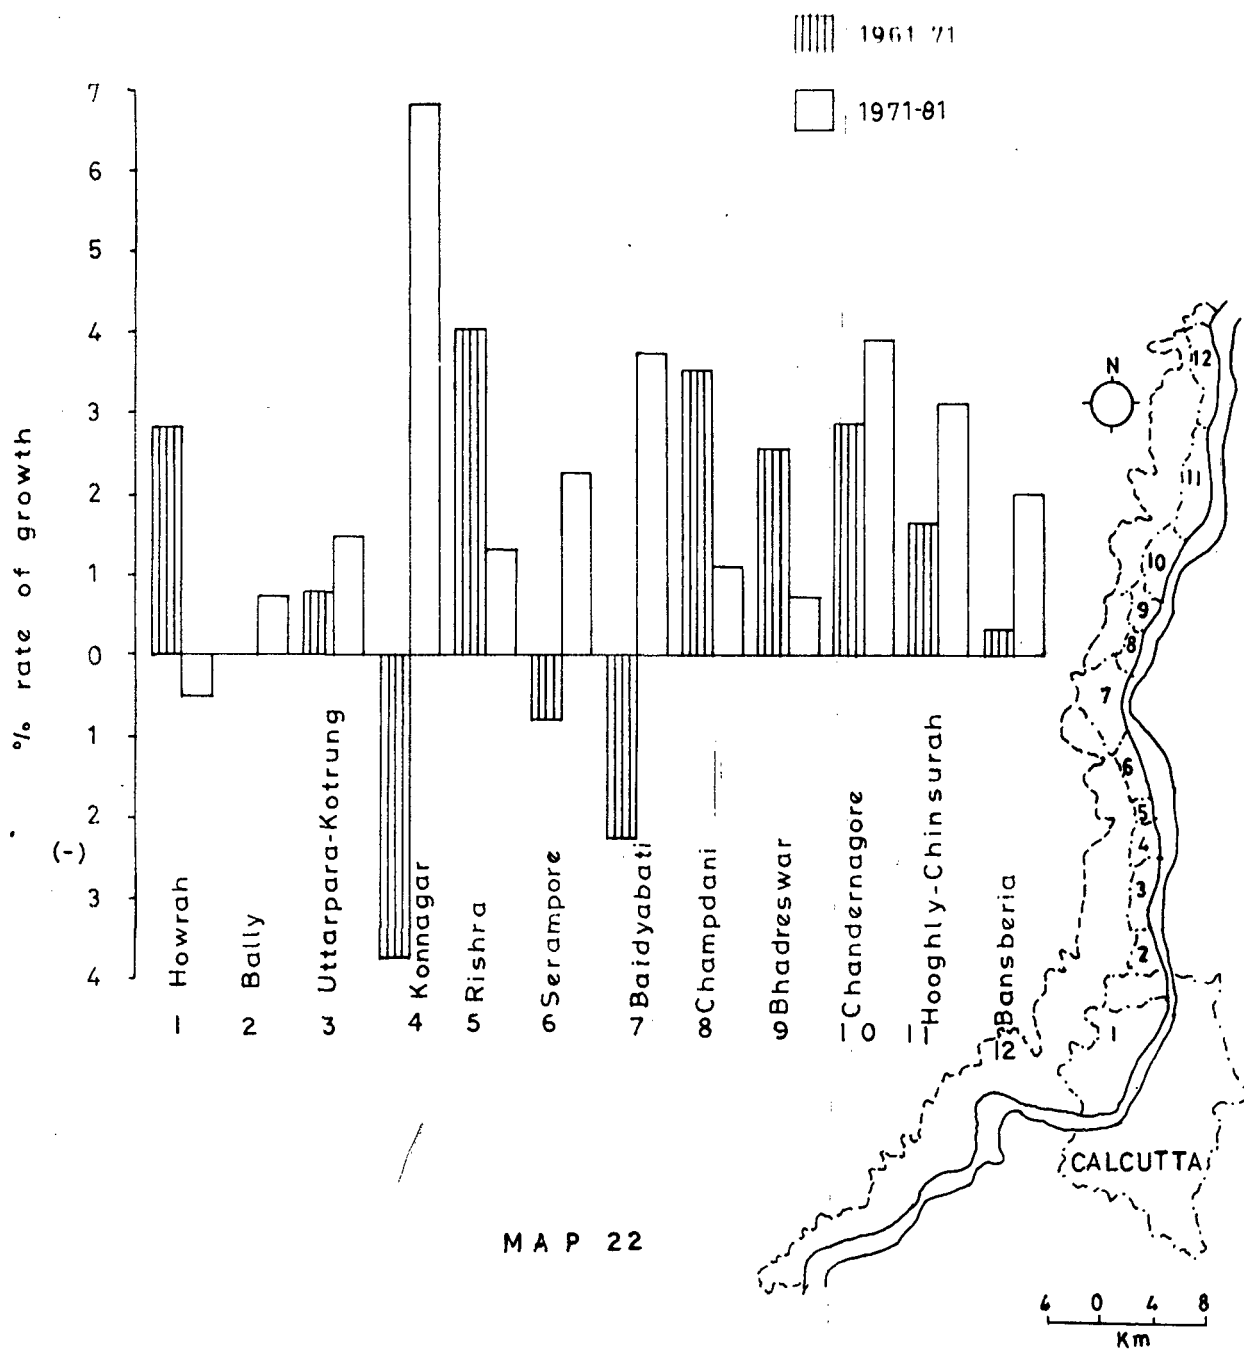 1961-71
1971-81
7
6
5
4
3
2
1
0
1
2
(-)
3
4
% rate of growth
Howrah
1
Bally
2
Uttarpara-Kotrung
3
Konnagar
4
Rishra
5
Serampore
6
Baidyabati
7
Champdani
8
Bhadreswar
9
Chandernagore
10
Hooghly-Chinsurah
11
Bansberia
12
N
12
11
10
9
8
7
6
5
4
3
2
1
CALCUTTA
MAP 22
4 0 4 8
Km